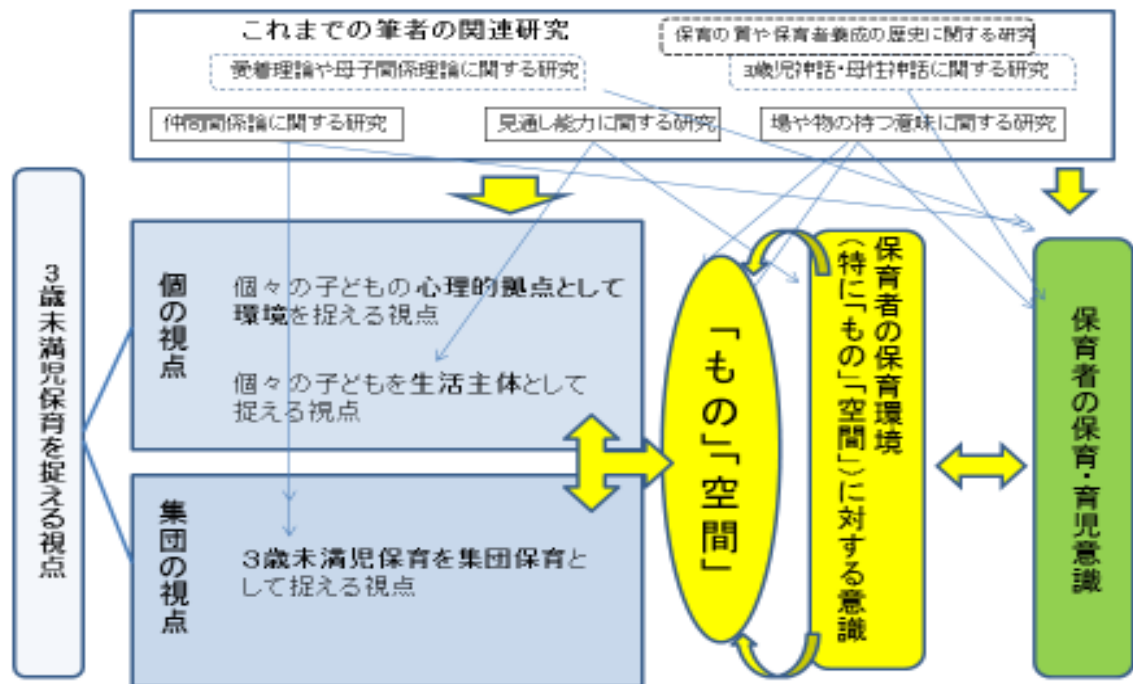 これまでの筆者の関連研究
保育の質や保育者養成の歴史に関する研究
愛着理論や母子関係理論に関する研究
3歳児神話・母性神話に関する研究
仲間関係論に関する研究
見通し能力に関する研究
場や物の持つ意味に関する研究
3歳未満児保育を捉える視点
個の視点
個々の子どもの心理的拠点として
環境を捉える視点
個々の子どもを生活主体として
捉える視点
集団の視点
3歳未満児保育を集団保育と
して捉える視点
「もの」「空間」
保育者の保育環境
（特に「もの」「空間」）に対する意識
保育者の保育・育児意識